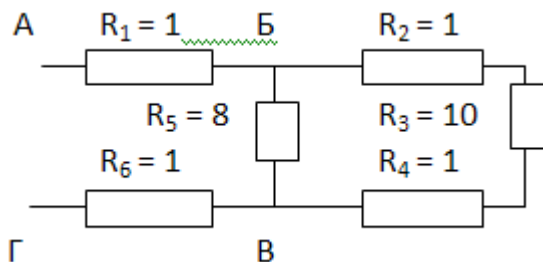 А R₁ = 1 Б R₂ = 1
R₅ = 8 R₃ = 10
R₆ = 1 R₄ = 1
Г В